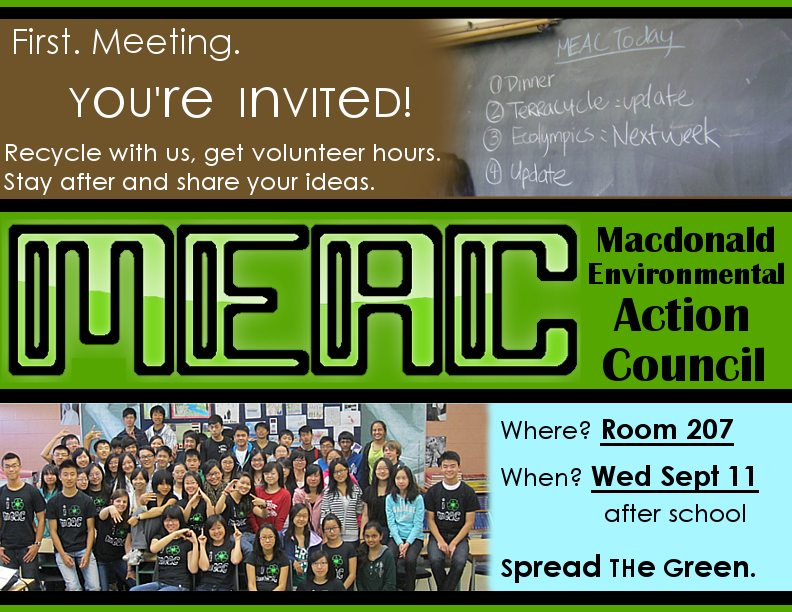 First. Meeting.
YOU're INVITeD!
Recycle with us, get volunteer hours.
Stay after and share your ideas.
MEAC Today
① Dinner
② Terracycle : update
③ Ecolympics : Next week
④ Update
MEAC
Macdonald
Environmental
Action
Council
Where? Room 207
When? Wed Sept 11
after school
Spread THe Green.